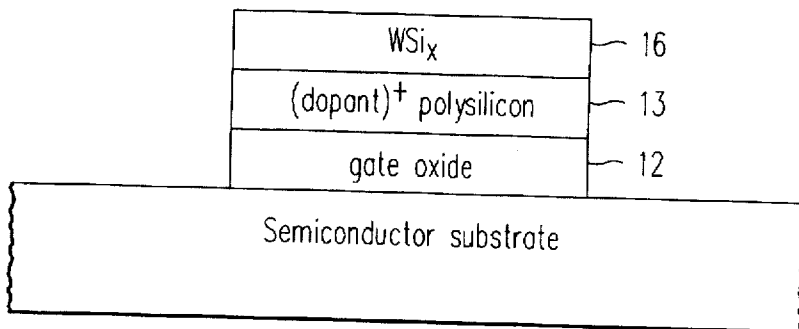 WSiₓ 16
(dopant)⁺ polysilicon 13
gate oxide 12
Semiconductor substrate